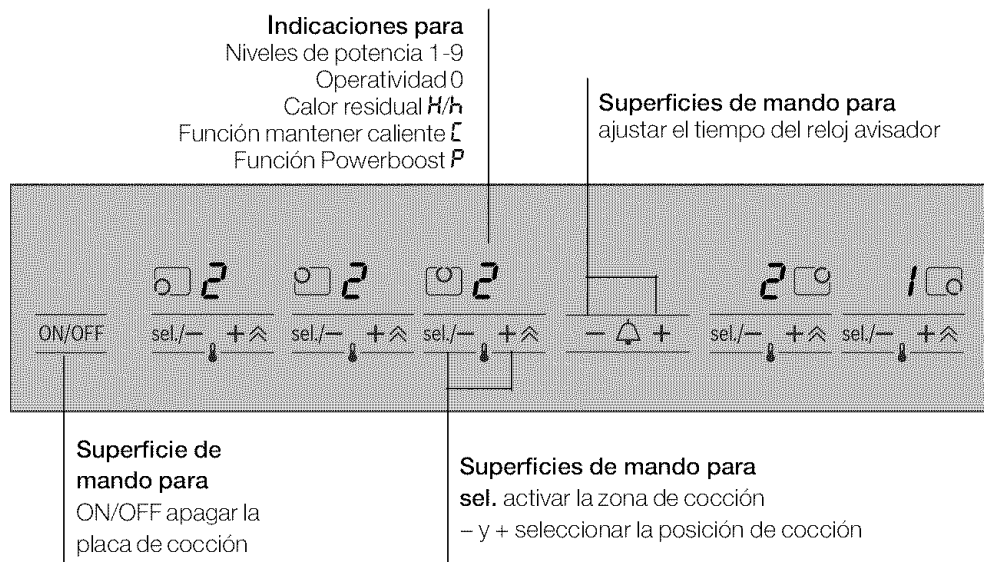 Indicaciones para
Niveles de potencia 1-9
Operatividad 0
Calor residual H/h
Función mantener caliente C
Función Powerboost P
Superficies de mando para
ajustar el tiempo del reloj avisador
2 2 2 2 1
ON/OFF sel./− + sel./− + sel./− + − + sel./− + sel./− +
Superficie de
mando para
ON/OFF apagar la
placa de cocción
Superficies de mando para
sel. activar la zona de cocción
– y + seleccionar la posición de cocción